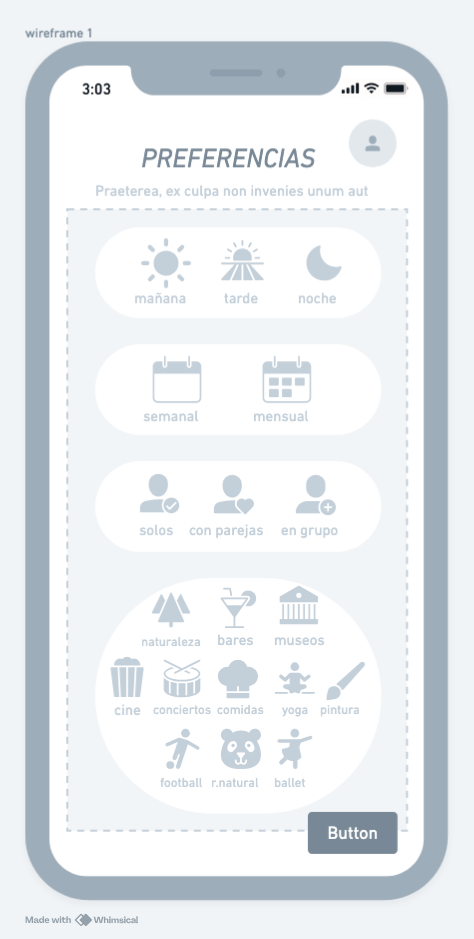 wireframe 1
3:03
PREFERENCIAS
Praeterea, ex culpa non invenies unum aut
mañana tarde noche
semanal mensual
solos con parejas en grupo
naturaleza bares museos
cine conciertos comidas yoga pintura
football r.natural ballet
Button
Made with Whimsical